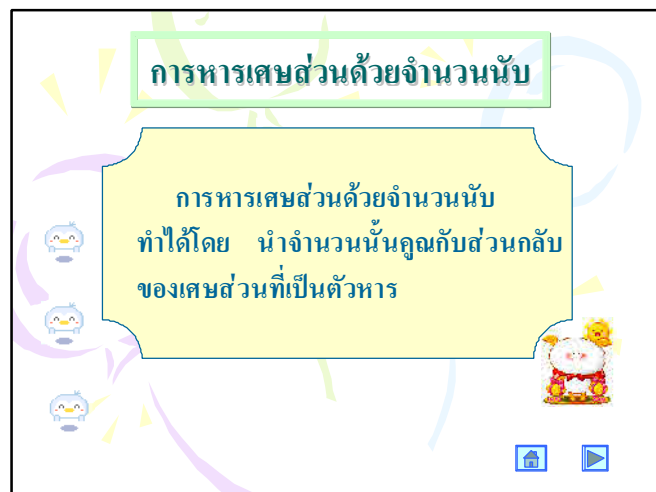 การหารเศษส่วนด้วยจำนวนนับ
การหารเศษส่วนด้วยจำนวนนับ
ทำได้โดย นำจำนวนนั้นคูณกับส่วนกลับ
ของเศษส่วนที่เป็นตัวหาร